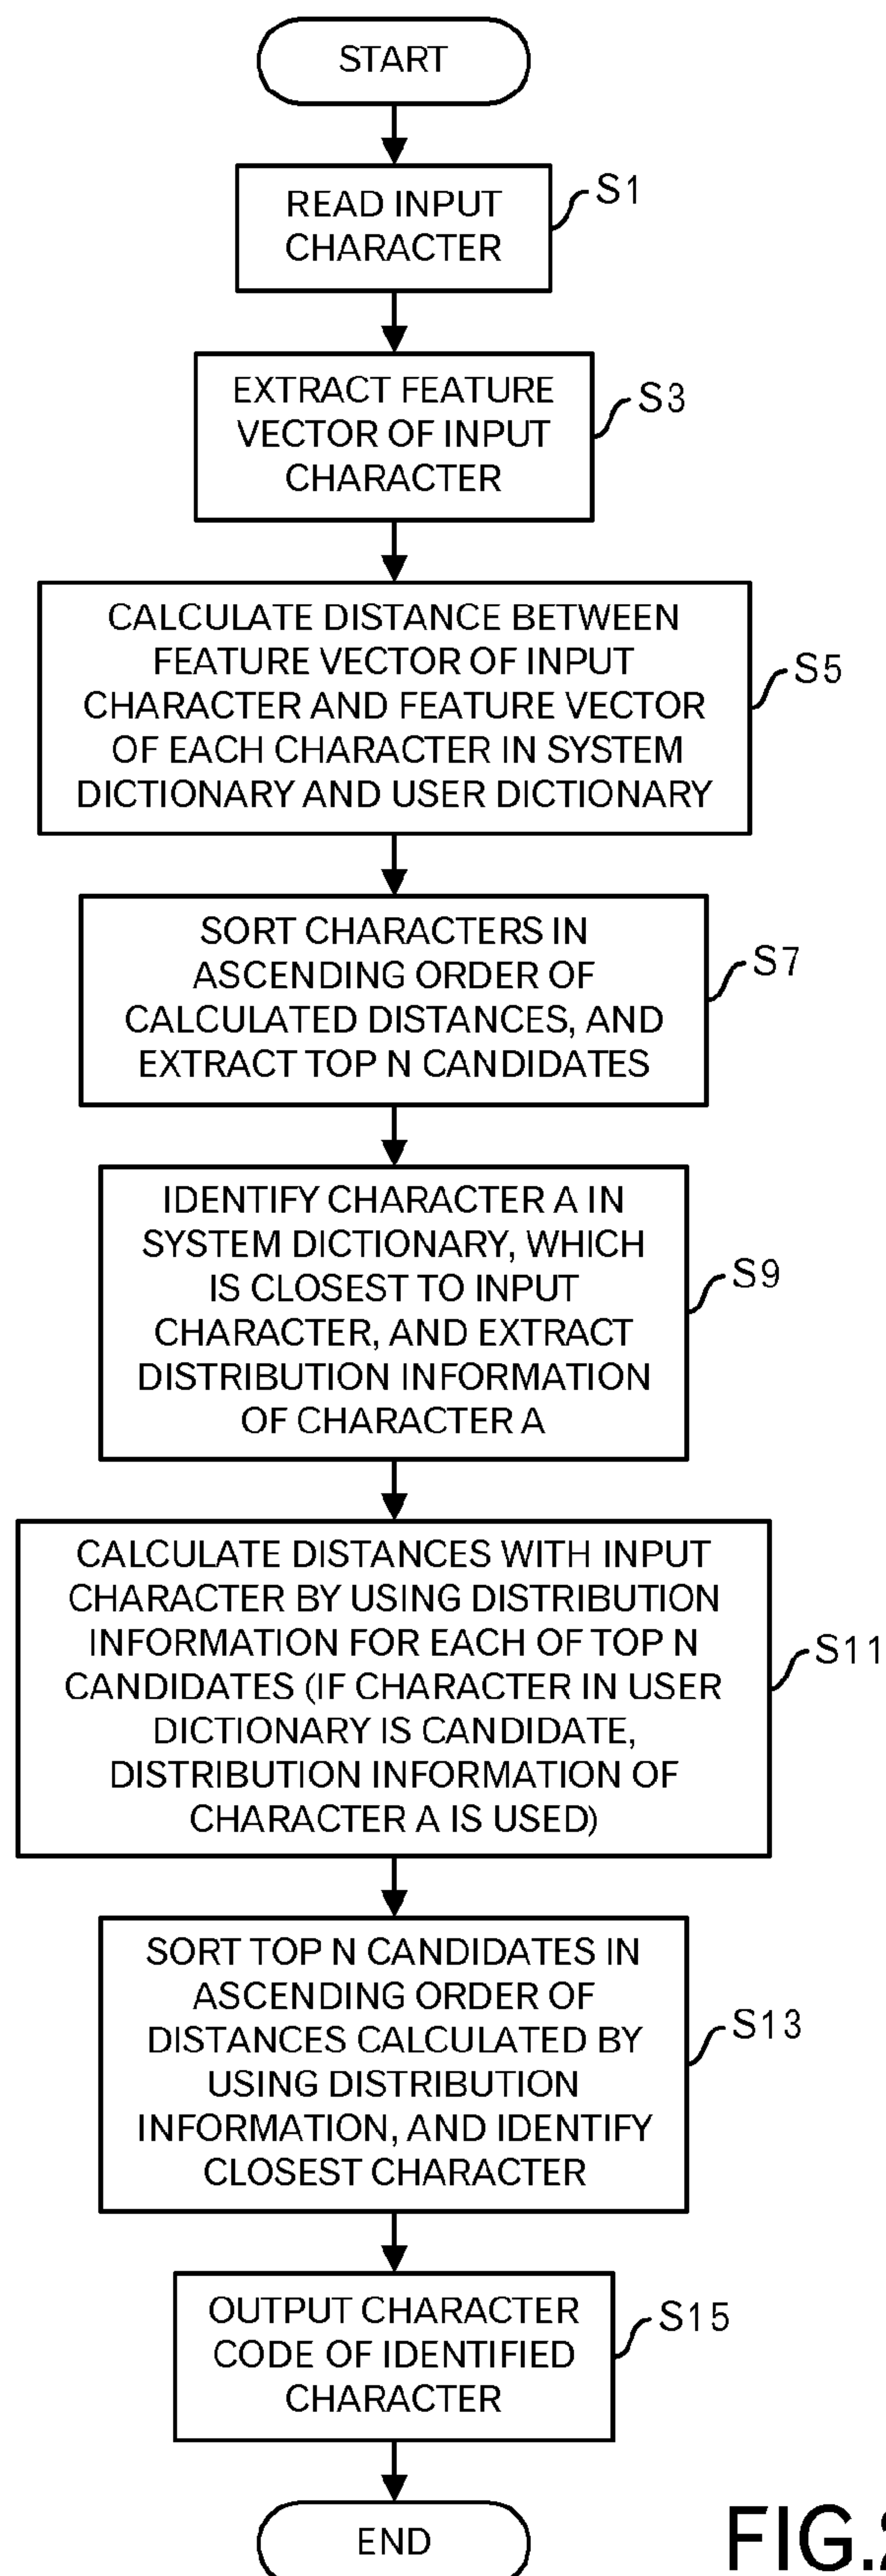 START
READ INPUT
CHARACTER
S1
EXTRACT FEATURE
VECTOR OF INPUT
CHARACTER
S3
CALCULATE DISTANCE BETWEEN
FEATURE VECTOR OF INPUT
CHARACTER AND FEATURE VECTOR
OF EACH CHARACTER IN SYSTEM
DICTIONARY AND USER DICTIONARY
S5
SORT CHARACTERS IN
ASCENDING ORDER OF
CALCULATED DISTANCES, AND
EXTRACT TOP N CANDIDATES
S7
IDENTIFY CHARACTER A IN
SYSTEM DICTIONARY, WHICH
IS CLOSEST TO INPUT
CHARACTER, AND EXTRACT
DISTRIBUTION INFORMATION
OF CHARACTER A
S9
CALCULATE DISTANCES WITH INPUT
CHARACTER BY USING DISTRIBUTION
INFORMATION FOR EACH OF TOP N
CANDIDATES (IF CHARACTER IN USER
DICTIONARY IS CANDIDATE,
DISTRIBUTION INFORMATION OF
CHARACTER A IS USED)
S11
SORT TOP N CANDIDATES IN
ASCENDING ORDER OF
DISTANCES CALCULATED BY
USING DISTRIBUTION
INFORMATION, AND IDENTIFY
CLOSEST CHARACTER
S13
OUTPUT CHARACTER
CODE OF IDENTIFIED
CHARACTER
S15
END
FIG.2